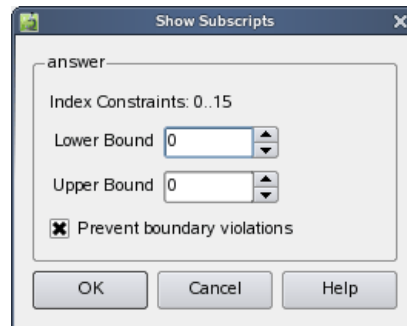 Show Subscripts
answer
Index Constraints: 0..15
Lower Bound 0
Upper Bound 0
Prevent boundary violations
OK Cancel Help